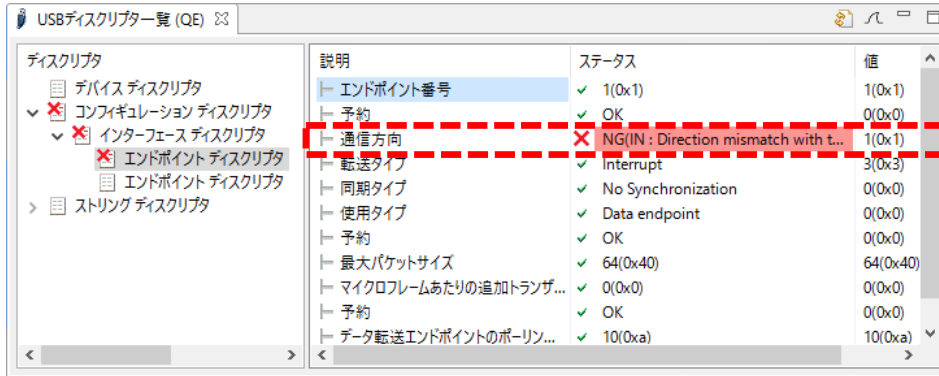 USBディスクリプター一覧 (QE)
ディスクリプタ
デバイス ディスクリプタ
コンフィギュレーション ディスクリプタ
インターフェース ディスクリプタ
エンドポイント ディスクリプタ
エンドポイント ディスクリプタ
ストリング ディスクリプタ
説明 ステータス 値
エンドポイント番号 1(0x1) 1(0x1)
予約 OK 0(0x0)
通信方向 NG(IN : Direction mismatch with t... 1(0x1)
転送タイプ Interrupt 3(0x3)
同期タイプ No Synchronization 0(0x0)
使用タイプ Data endpoint 0(0x0)
予約 OK 0(0x0)
最大パケットサイズ 64(0x40) 64(0x40)
マイクロフレームあたりの追加トランザ... 0(0x0) 0(0x0)
予約 OK 0(0x0)
データ転送エンドポイントのポーリン... 10(0xa) 10(0xa)